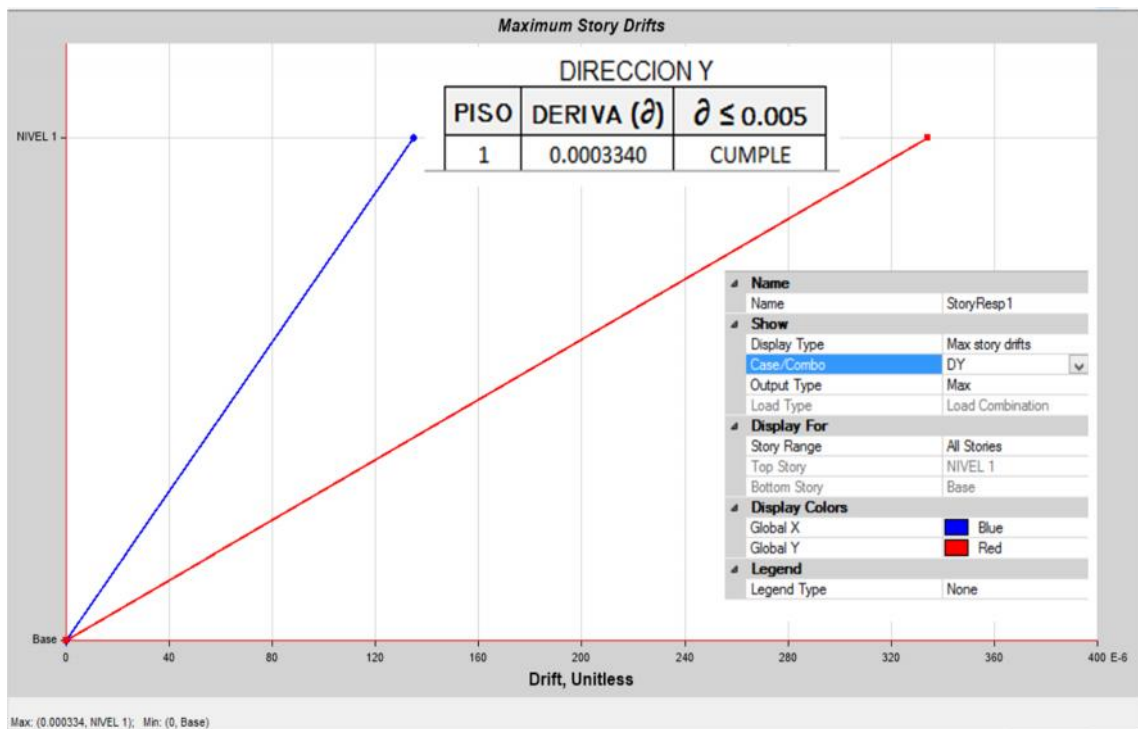 Maximum Story Drifts
DIRECCION Y
PISO DERIVA (∂) ∂ ≤ 0.005
1 0.0003340 CUMPLE
NIVEL 1
Base
Name
Name StoryResp1
Show
Display Type Max story drifts
Case/Combo DY
Output Type Max
Load Type Load Combination
Display For
Story Range All Stories
Top Story NIVEL 1
Bottom Story Base
Display Colors
Global X Blue
Global Y Red
Legend
Legend Type None
0 40 80 120 160 200 240 280 320 360 400 E-6
Drift, Unitless
Max: (0.000334, NIVEL 1); Min: (0, Base)